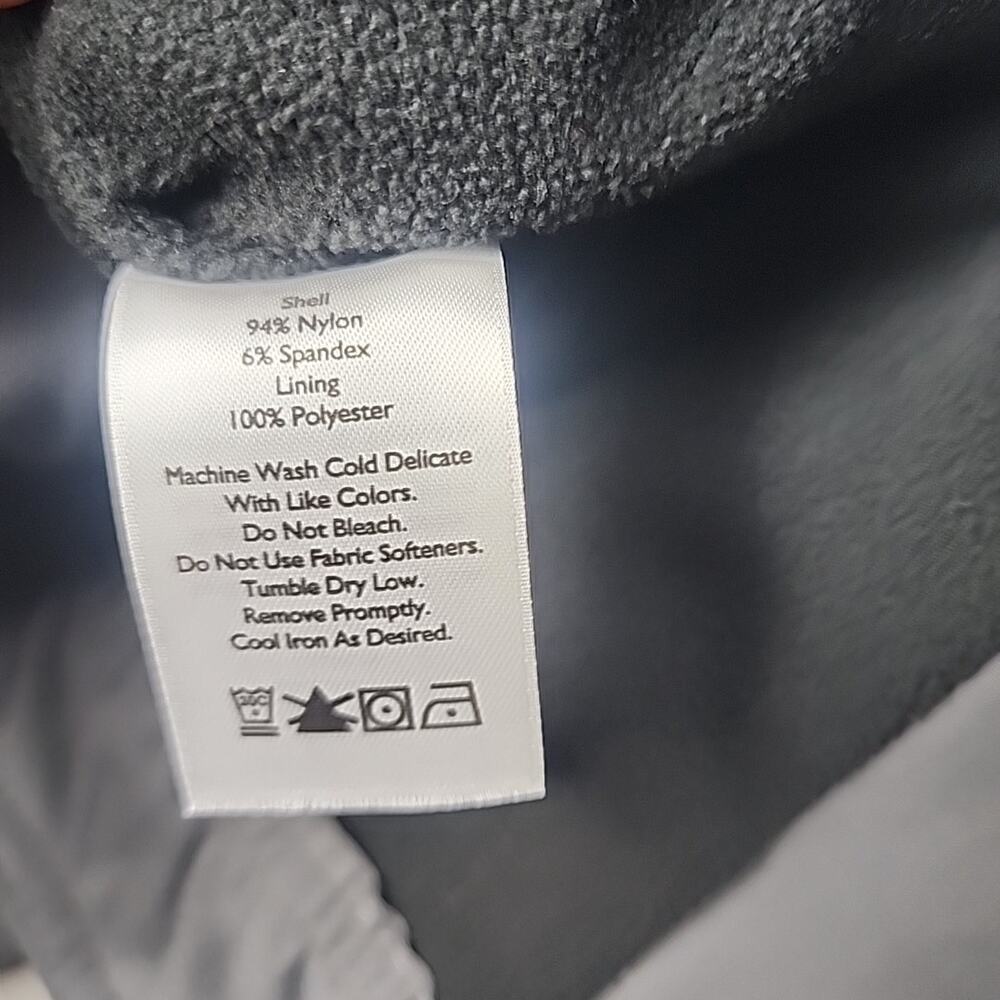 Shell
94% Nylon
6% Spandex
Lining
100% Polyester
Machine Wash Cold Delicate
With Like Colors.
Do Not Bleach.
Do Not Use Fabric Softeners.
Tumble Dry Low.
Remove Promptly.
Cool Iron As Desired.
30C